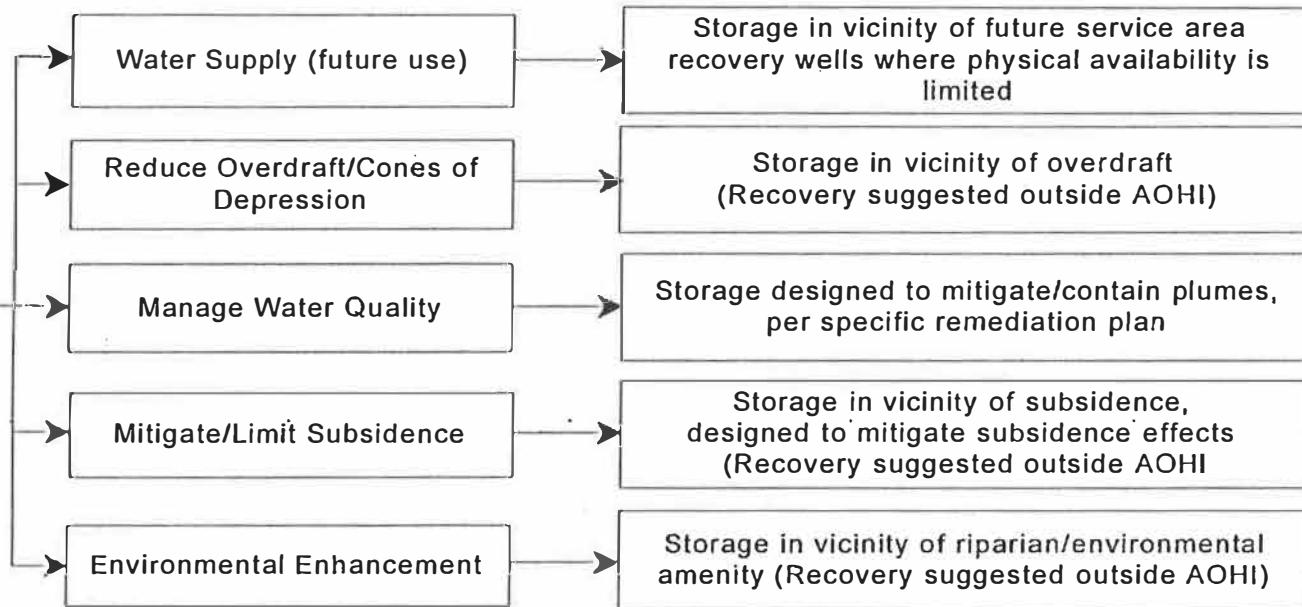 Water Supply (future use)
Storage in vicinity of future service area
recovery wells where physical availability is
limited
Reduce Overdraft/Cones of
Depression
Storage in vicinity of overdraft
(Recovery suggested outside AOHI)
Manage Water Quality
Storage designed to mitigate/contain plumes,
per specific remediation plan
Mitigate/Limit Subsidence
Storage in vicinity of subsidence,
designed to mitigate subsidence effects
(Recovery suggested outside AOHI
Environmental Enhancement
Storage in vicinity of riparian/environmental
amenity (Recovery suggested outside AOHI)